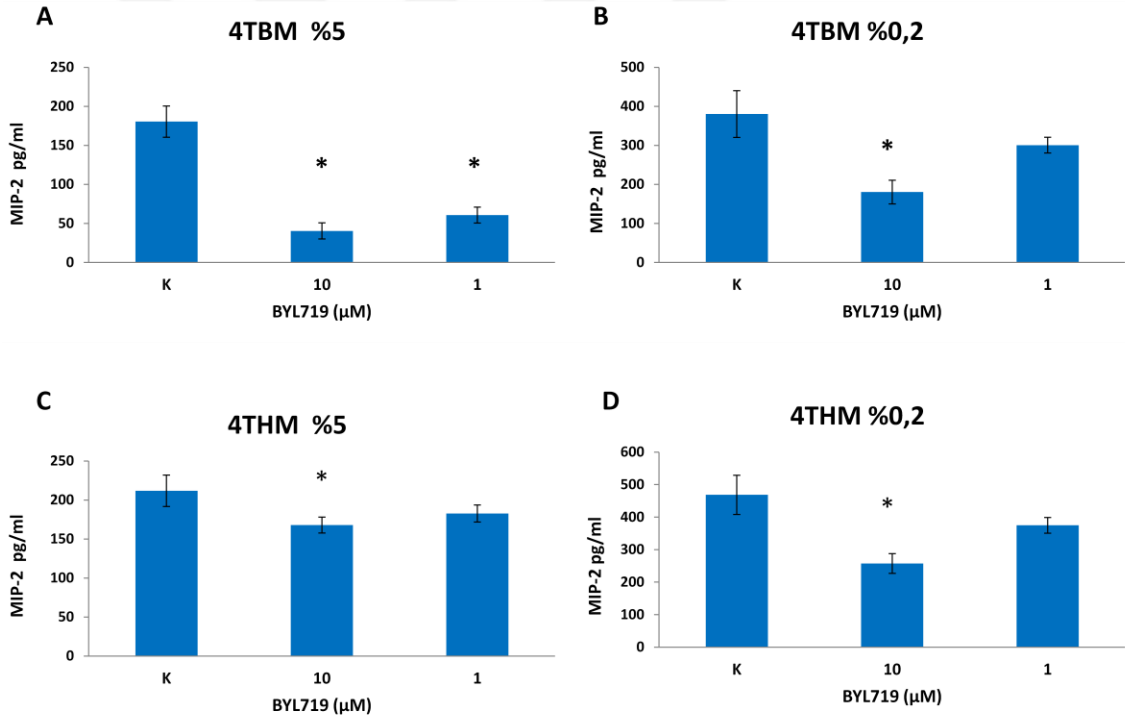 A
4TBM %5
MIP-2 pg/ml
250
200
150
100
50
0
*
*
K
10
1
BYL719 (µM)
B
4TBM %0,2
MIP-2 pg/ml
500
400
300
200
100
0
*
K
10
1
BYL719 (µM)
C
4THM %5
MIP-2 pg/ml
250
200
150
100
50
0
*
K
10
1
BYL719 (µM)
D
4THM %0,2
MIP-2 pg/ml
600
500
400
300
200
100
0
*
K
10
1
BYL719 (µM)